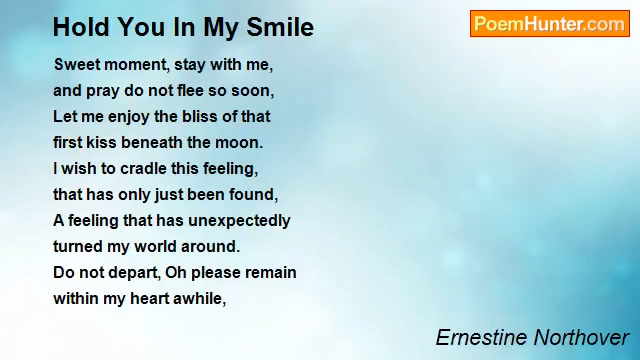 PoemHunter.com
Hold You In My Smile
Sweet moment, stay with me,
and pray do not flee so soon,
Let me enjoy the bliss of that
first kiss beneath the moon.
I wish to cradle this feeling,
that has only just been found,
A feeling that has unexpectedly
turned my world around.
Do not depart, Oh please remain
within my heart awhile,
Ernestine Northover